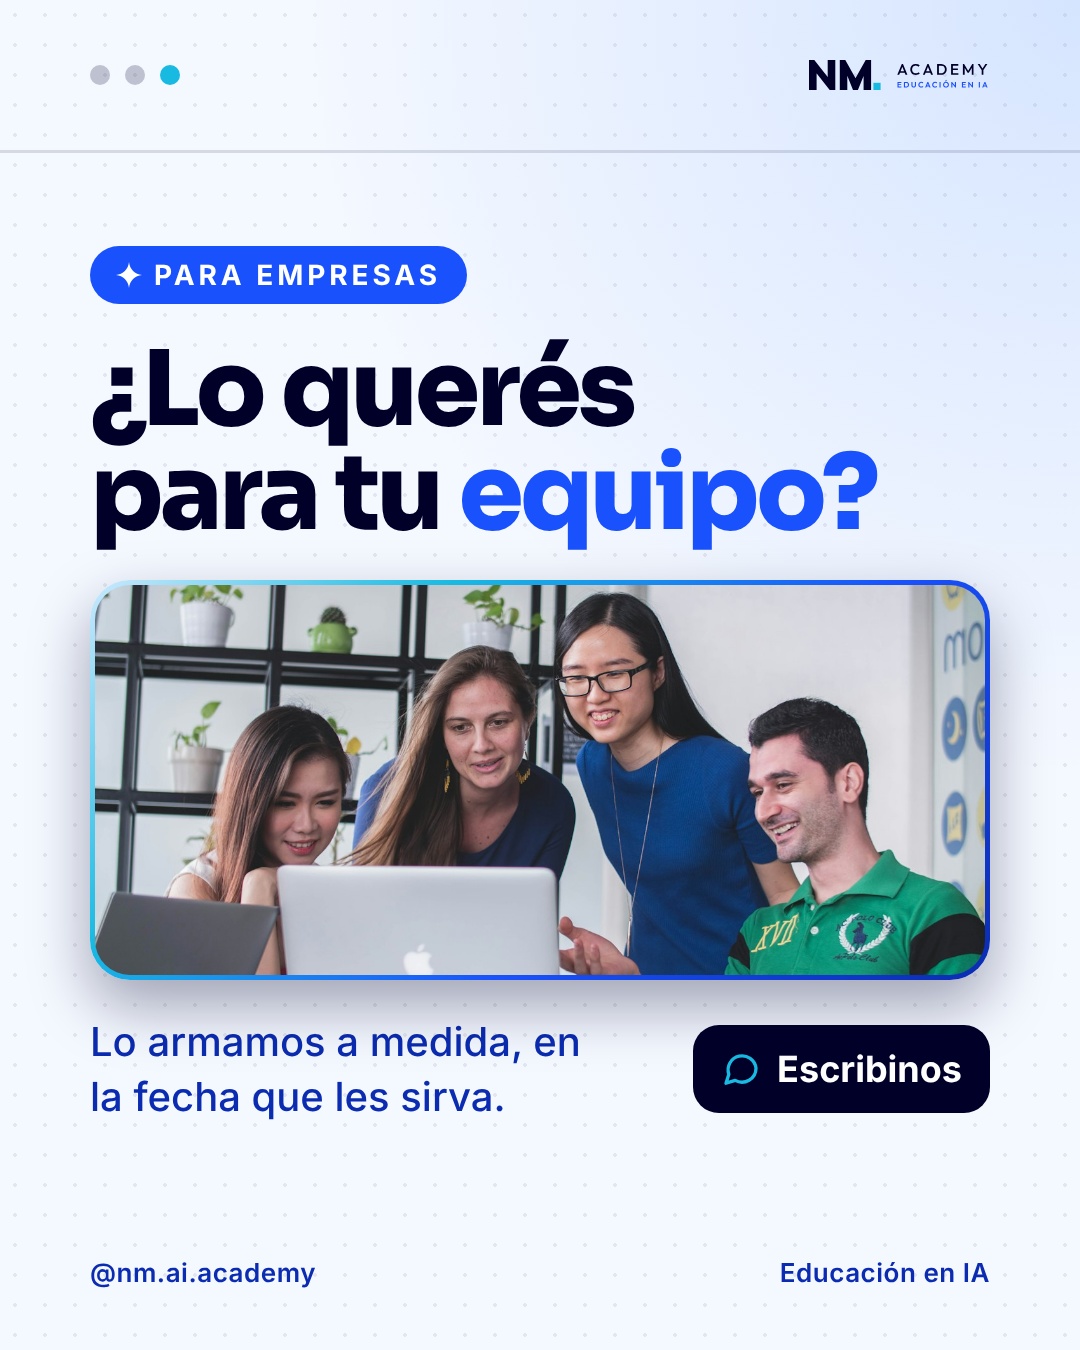 NM. ACADEMY
EDUCACIÓN EN IA
PARA EMPRESAS
¿Lo querés
para tu equipo?
XVII
Lo armamos a medida, en
la fecha que les sirva.
Escribinos
@nm.ai.academy
Educación en IA